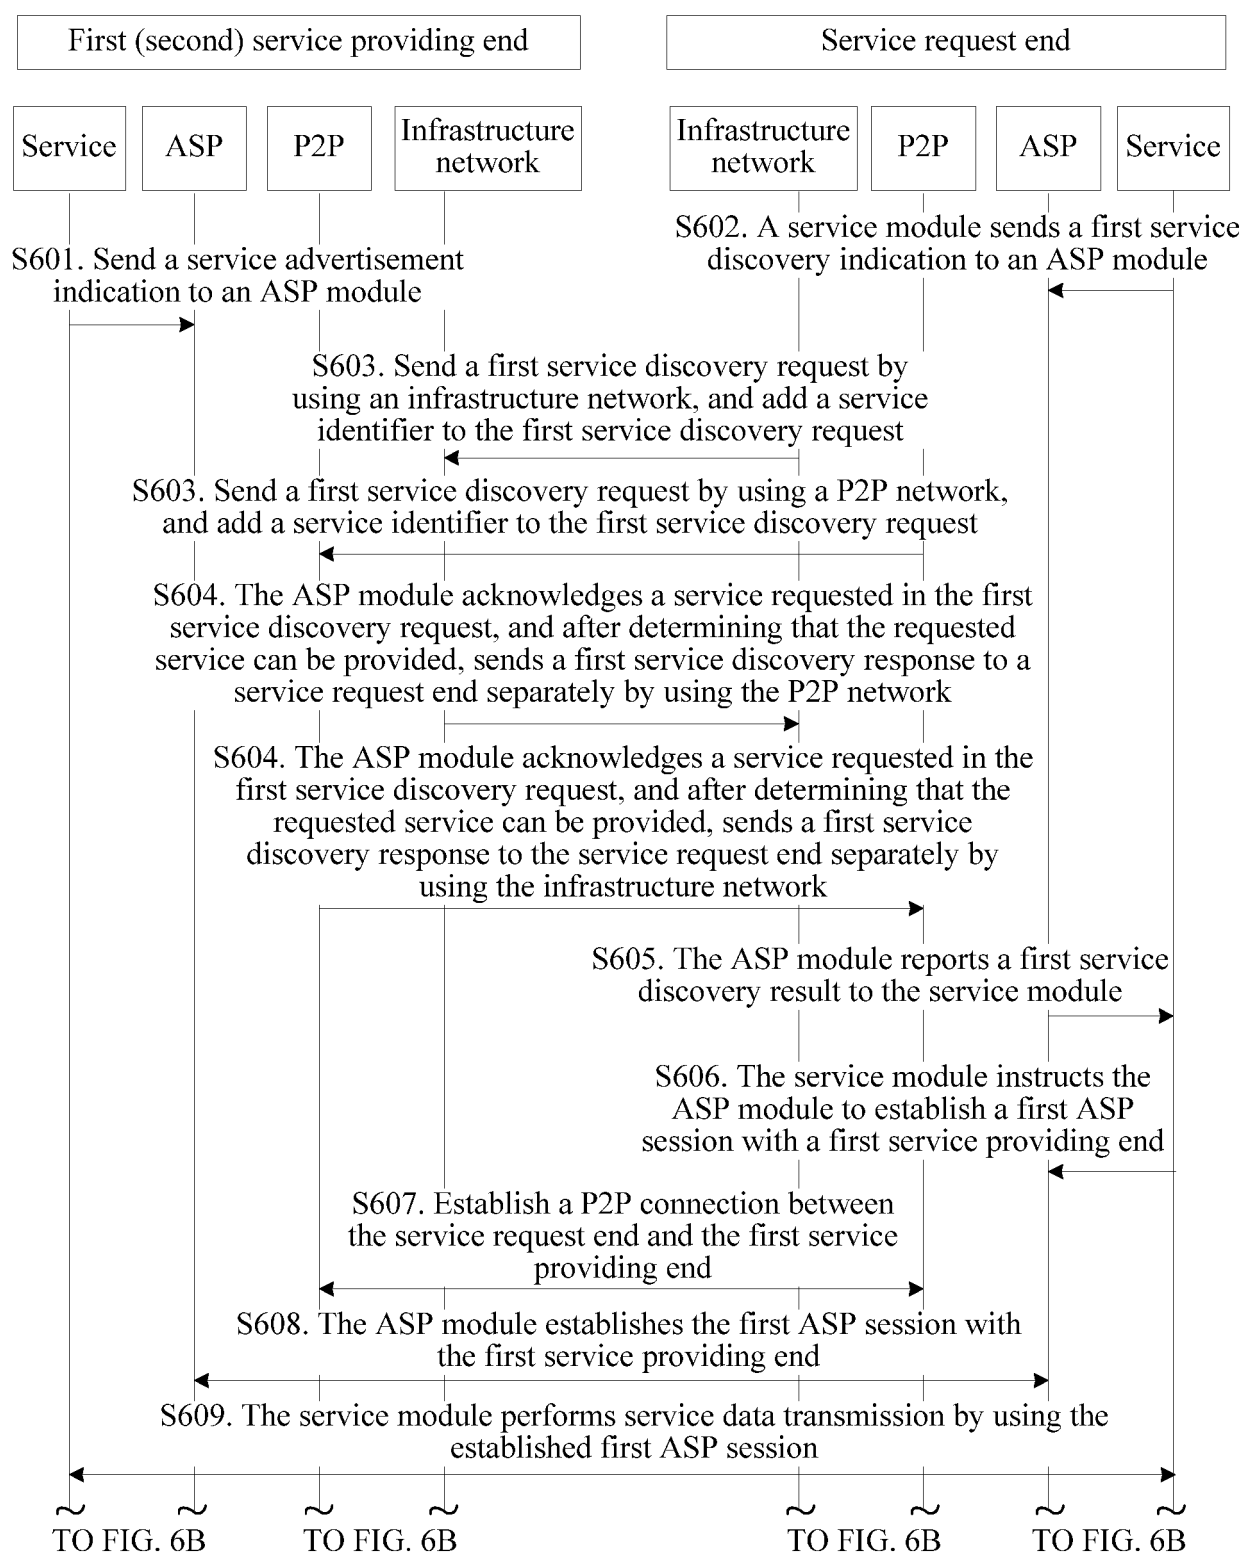 First (second) service providing end
Service request end
Service
ASP
P2P
Infrastructure
network
Infrastructure
network
P2P
ASP
Service
S602. A service module sends a first service
discovery indication to an ASP module
S601. Send a service advertisement
indication to an ASP module
S603. Send a first service discovery request by
using an infrastructure network, and add a service
identifier to the first service discovery request
S603. Send a first service discovery request by using a P2P network,
and add a service identifier to the first service discovery request
S604. The ASP module acknowledges a service requested in the first
service discovery request, and after determining that the requested
service can be provided, sends a first service discovery response to a
service request end separately by using the P2P network
S604. The ASP module acknowledges a service requested in the
first service discovery request, and after determining that the
requested service can be provided, sends a first service
discovery response to the service request end separately by
using the infrastructure network
S605. The ASP module reports a first service
discovery result to the service module
S606. The service module instructs the
ASP module to establish a first ASP
session with a first service providing end
S607. Establish a P2P connection between
the service request end and the first service
providing end
S608. The ASP module establishes the first ASP session with
the first service providing end
S609. The service module performs service data transmission by using the
established first ASP session
TO FIG. 6B
TO FIG. 6B
TO FIG. 6B
TO FIG. 6B